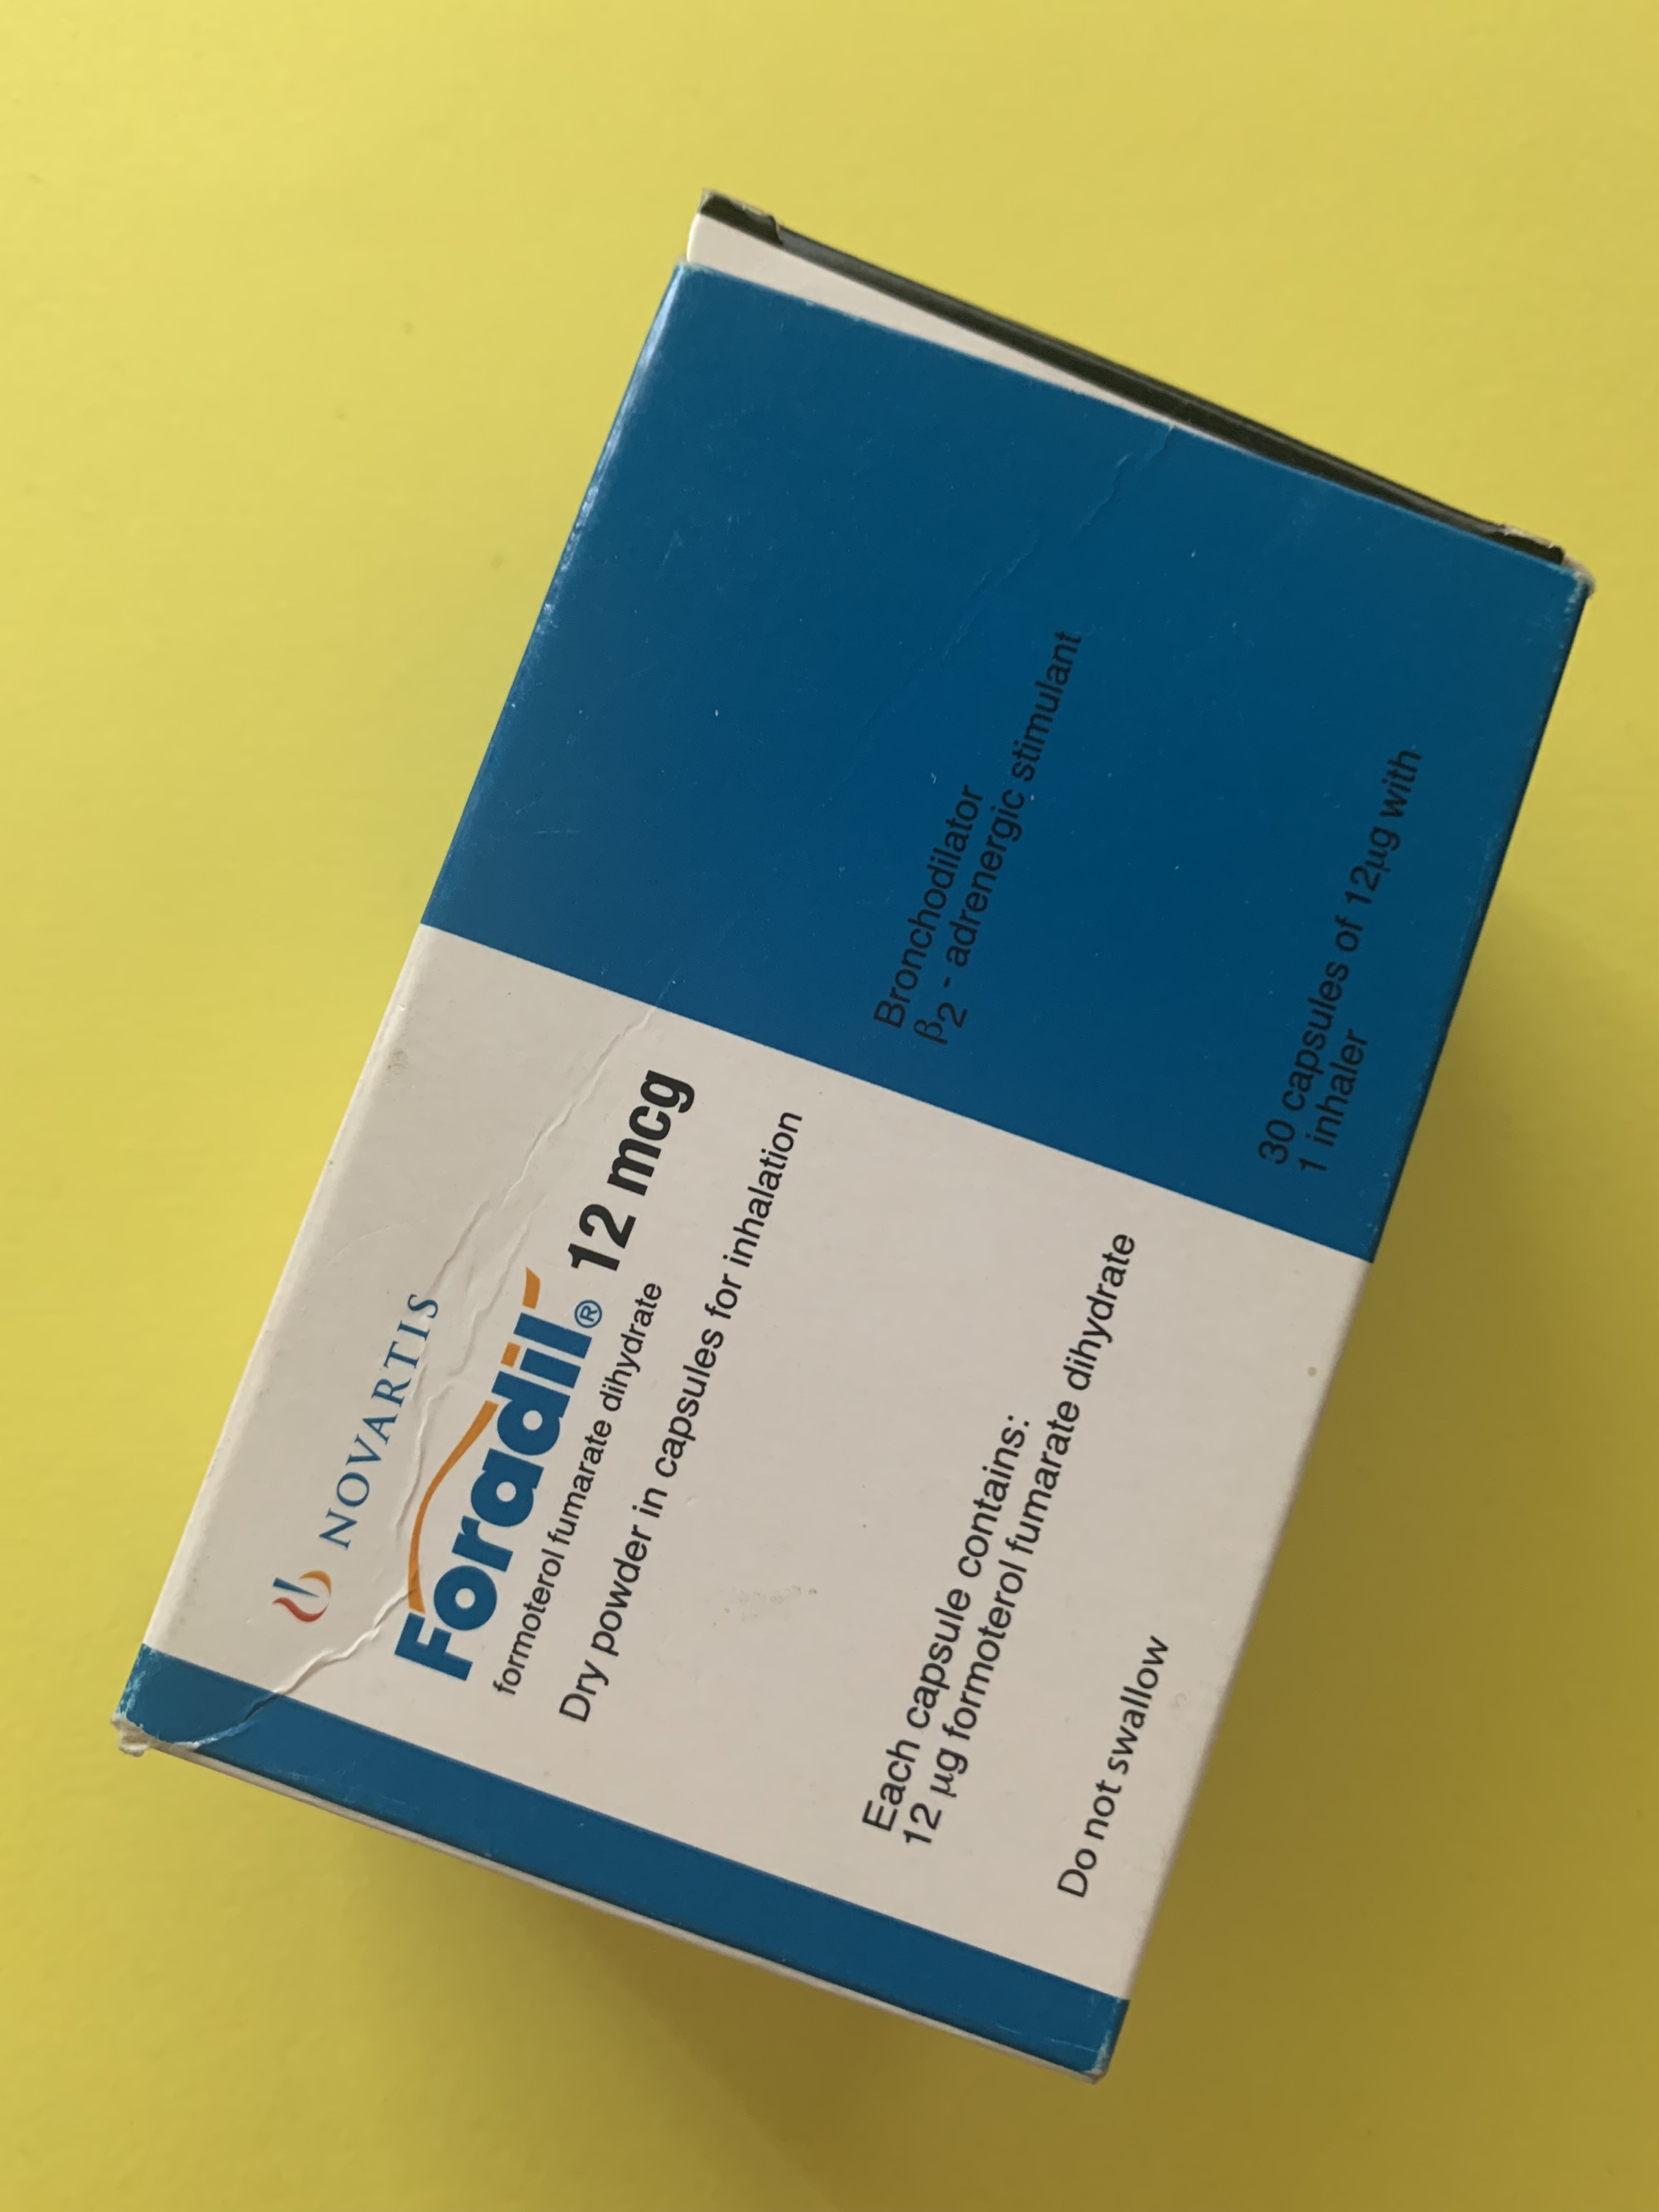 NOVARTIS
Foradil® 12 mcg
formoterol fumarate dihydrate
Dry powder in capsules for inhalation
Each capsule contains:
12 µg formoterol fumarate dihydrate
Do not swallow
Bronchodilator
β2 - adrenergic stimulant
30 capsules of 12µg with
1 inhaler